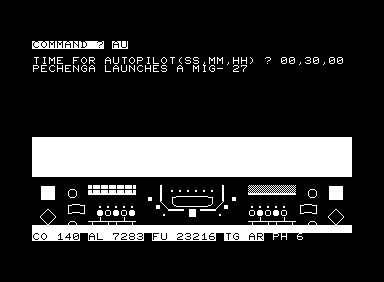 COMMAND ? AU
TIME FOR AUTOPILOT(SS,MM,HH) ? 00,30,00
PECHENGA LAUNCHES A MIG- 27
CO 140 AL 7283 FU 23216 TG AR PH 6